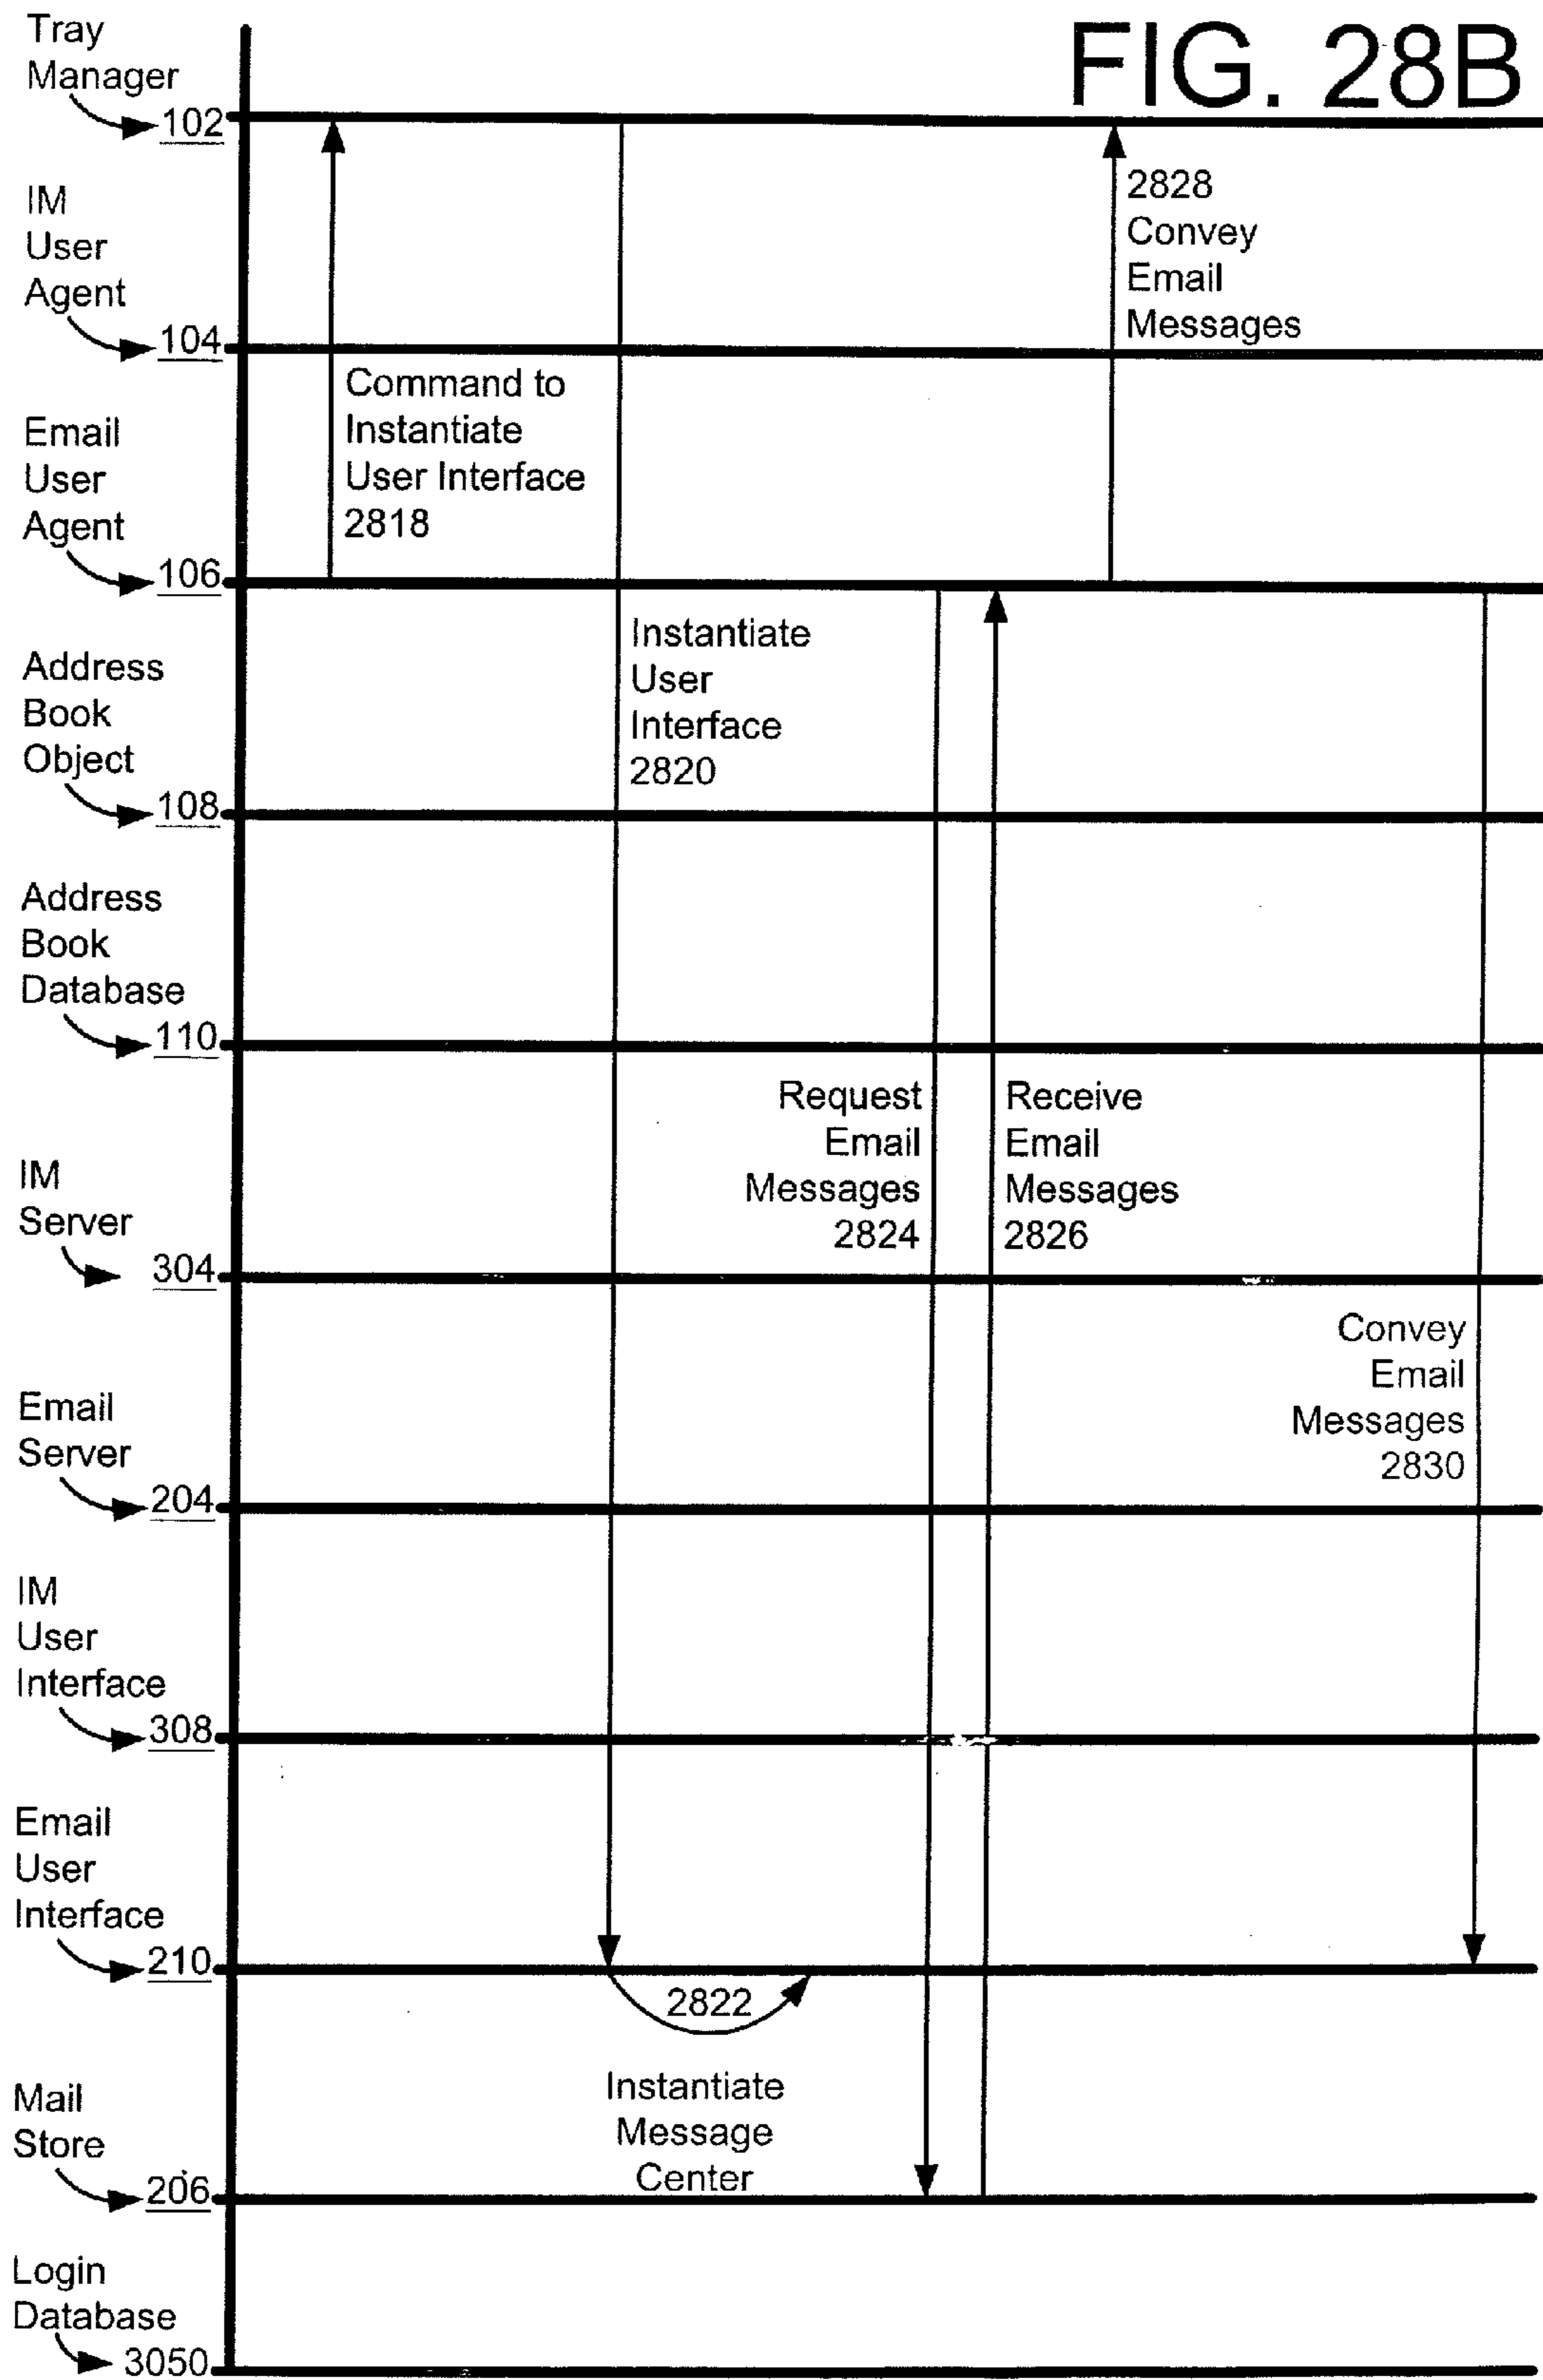 FIG. 28B
Tray
Manager
102
IM
User
Agent
104
Email
User
Agent
106
Address
Book
Object
108
Address
Book
Database
110
IM
Server
304
Email
Server
204
IM
User
Interface
308
Email
User
Interface
210
Mail
Store
206
Login
Database
3050
Command to
Instantiate
User Interface
2818
Instantiate
User
Interface
2820
2822
Instantiate
Message
Center
Request
Email
Messages
2824
Receive
Email
Messages
2826
2828
Convey
Email
Messages
Convey
Email
Messages
2830